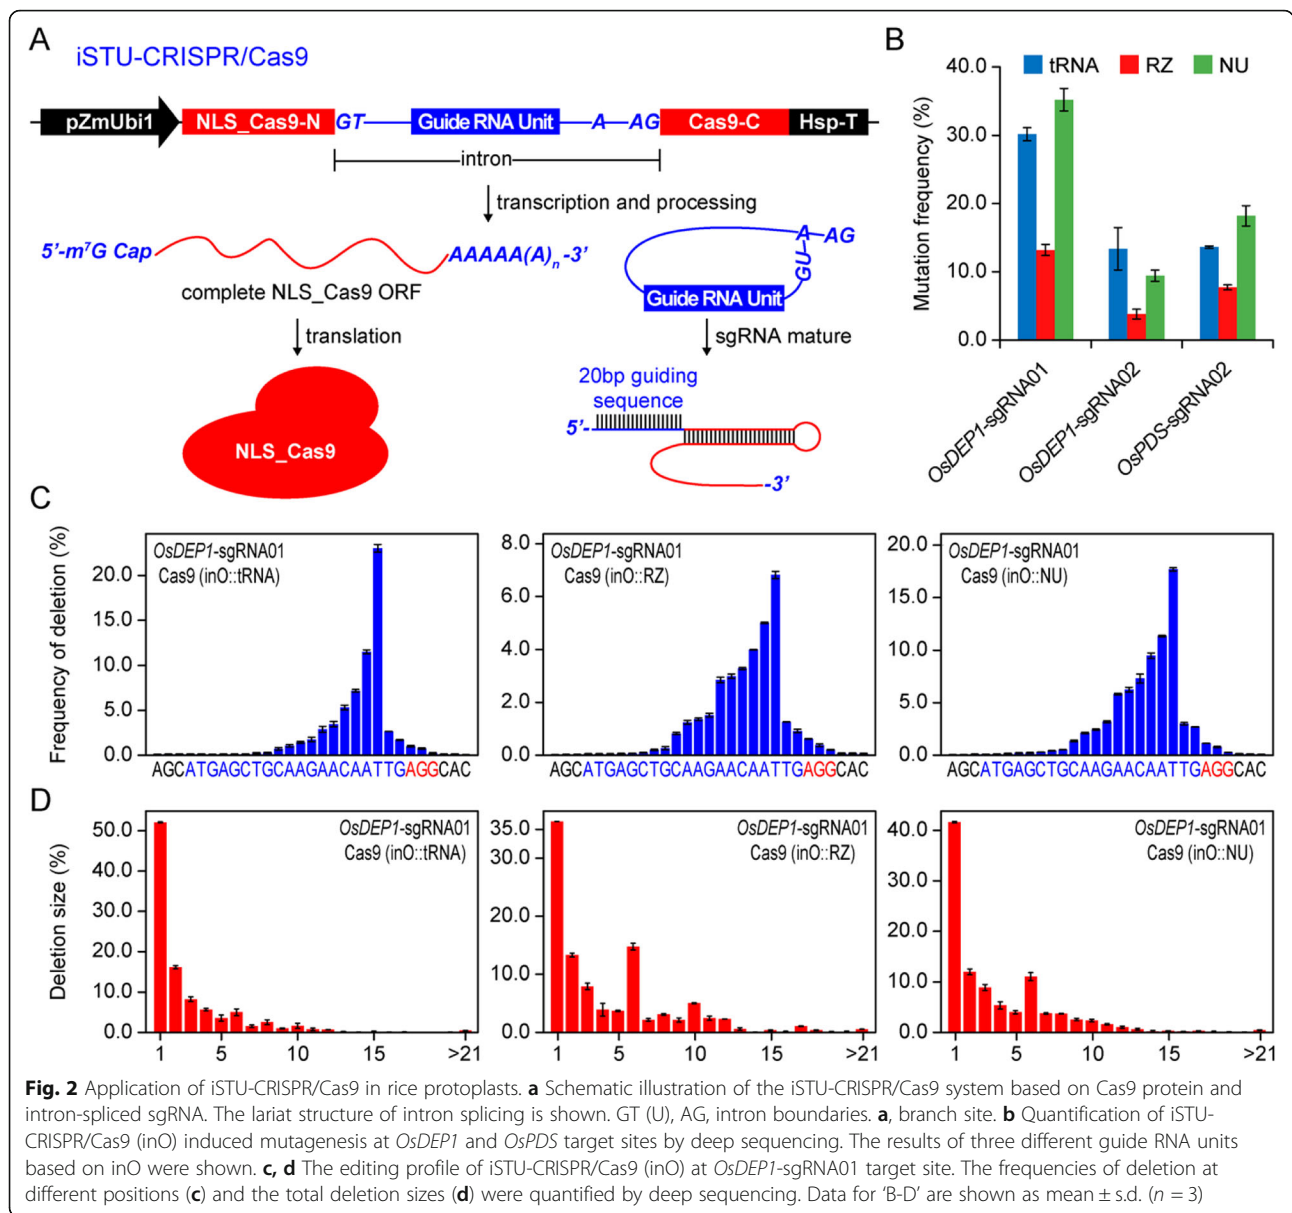 A
iSTU-CRISPR/Cas9
pZmUbi1 NLS_Cas9-N GT Guide RNA Unit A AG Cas9-C Hsp-T
intron
transcription and processing
5'-m⁷G Cap AAAAA(A)ₙ-3'
complete NLS_Cas9 ORF
translation
NLS_Cas9
A AG
GU
Guide RNA Unit
sgRNA mature
20bp guiding
sequence
5'-
-3'
B
tRNA RZ NU
Mutation frequency (%)
40.0
30.0
20.0
10.0
0.0
OsDEP1-sgRNA01
OsDEP1-sgRNA02
OsPDS-sgRNA02
C
Frequency of deletion (%)
OsDEP1-sgRNA01
Cas9 (inO::tRNA)
20.0
15.0
10.0
5.0
0.0
AGCATGAGCTGCAAGAACAATTGAGGCAC
OsDEP1-sgRNA01
Cas9 (inO::RZ)
8.0
6.0
4.0
2.0
0.0
AGCATGAGCTGCAAGAACAATTGAGGCAC
OsDEP1-sgRNA01
Cas9 (inO::NU)
20.0
15.0
10.0
5.0
0.0
AGCATGAGCTGCAAGAACAATTGAGGCAC
D
Deletion size (%)
OsDEP1-sgRNA01
Cas9 (inO::tRNA)
50.0
40.0
30.0
20.0
10.0
0.0
1 5 10 15 >21
OsDEP1-sgRNA01
Cas9 (inO::RZ)
35.0
30.0
20.0
10.0
0.0
1 5 10 15 >21
OsDEP1-sgRNA01
Cas9 (inO::NU)
40.0
30.0
20.0
10.0
0.0
1 5 10 15 >21
Fig. 2 Application of iSTU-CRISPR/Cas9 in rice protoplasts. a Schematic illustration of the iSTU-CRISPR/Cas9 system based on Cas9 protein and
intron-spliced sgRNA. The lariat structure of intron splicing is shown. GT (U), AG, intron boundaries. a, branch site. b Quantification of iSTU-
CRISPR/Cas9 (inO) induced mutagenesis at OsDEP1 and OsPDS target sites by deep sequencing. The results of three different guide RNA units
based on inO were shown. c, d The editing profile of iSTU-CRISPR/Cas9 (inO) at OsDEP1-sgRNA01 target site. The frequencies of deletion at
different positions (c) and the total deletion sizes (d) were quantified by deep sequencing. Data for 'B-D' are shown as mean ± s.d. (n = 3)